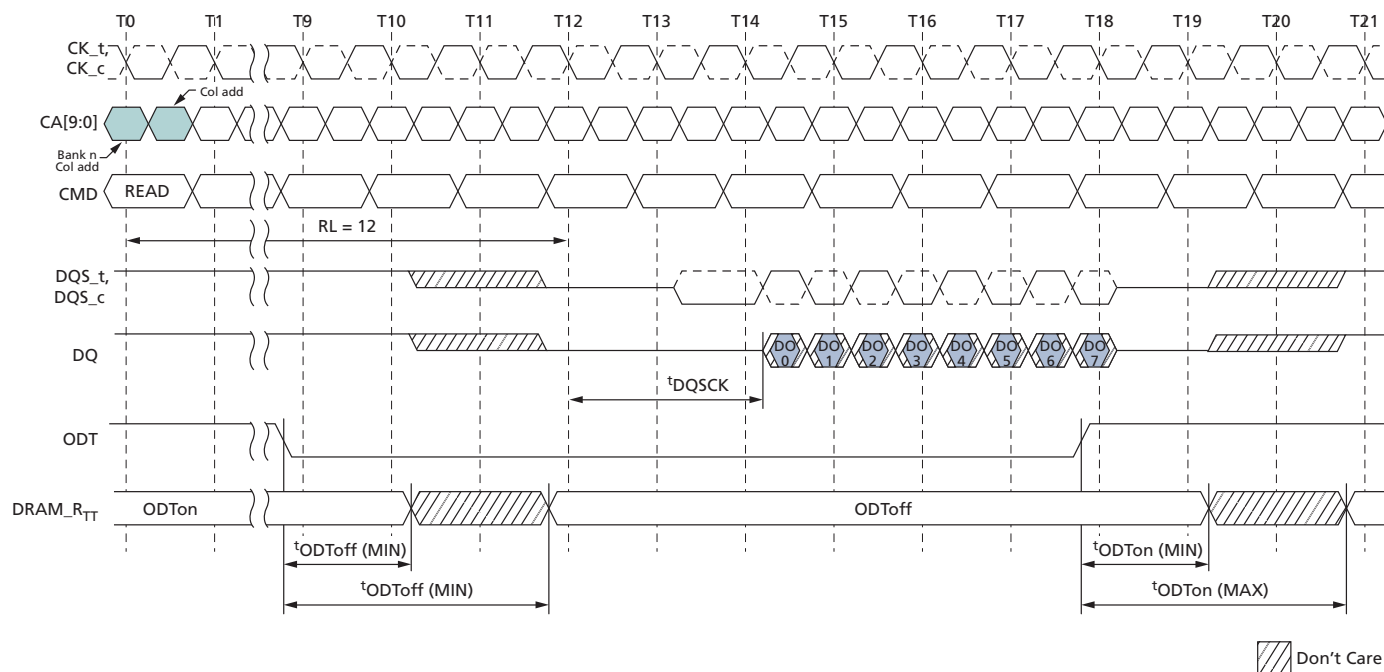 T0 T1 T9 T10 T11 T12 T13 T14 T15 T16 T17 T18 T19 T20 T21
CK_t,
CK_c
Col add
CA[9:0]
Bank n
Col add
CMD READ
RL = 12
DQS_t,
DQS_c
DQ DO 0 DO 1 DO 2 DO 3 DO 4 DO 5 DO 6 DO 7
tDQSCK
ODT
DRAM_RTT ODTon ODToff
tODToff (MIN) tODTon (MIN)
tODToff (MIN) tODTon (MAX)
Don't Care